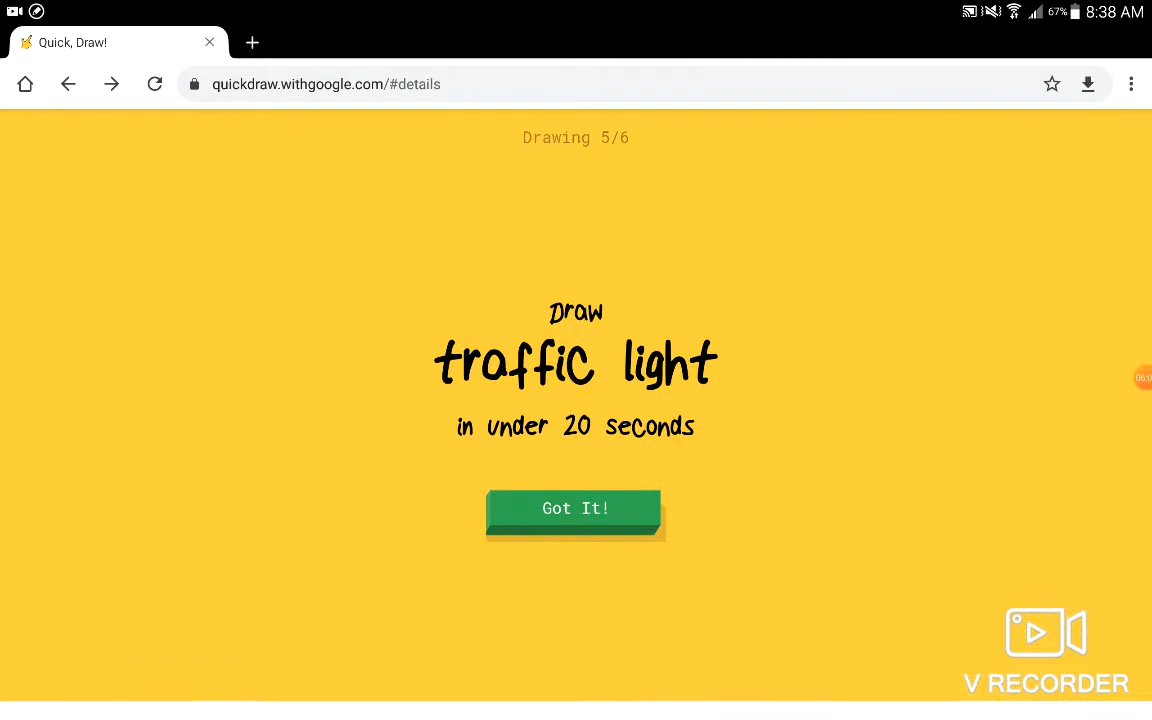 67% 8:38 AM
Quick, Draw!
quickdraw.withgoogle.com/#details
Drawing 5/6
Draw
traffic light
in under 20 seconds
Got It!
V RECORDER